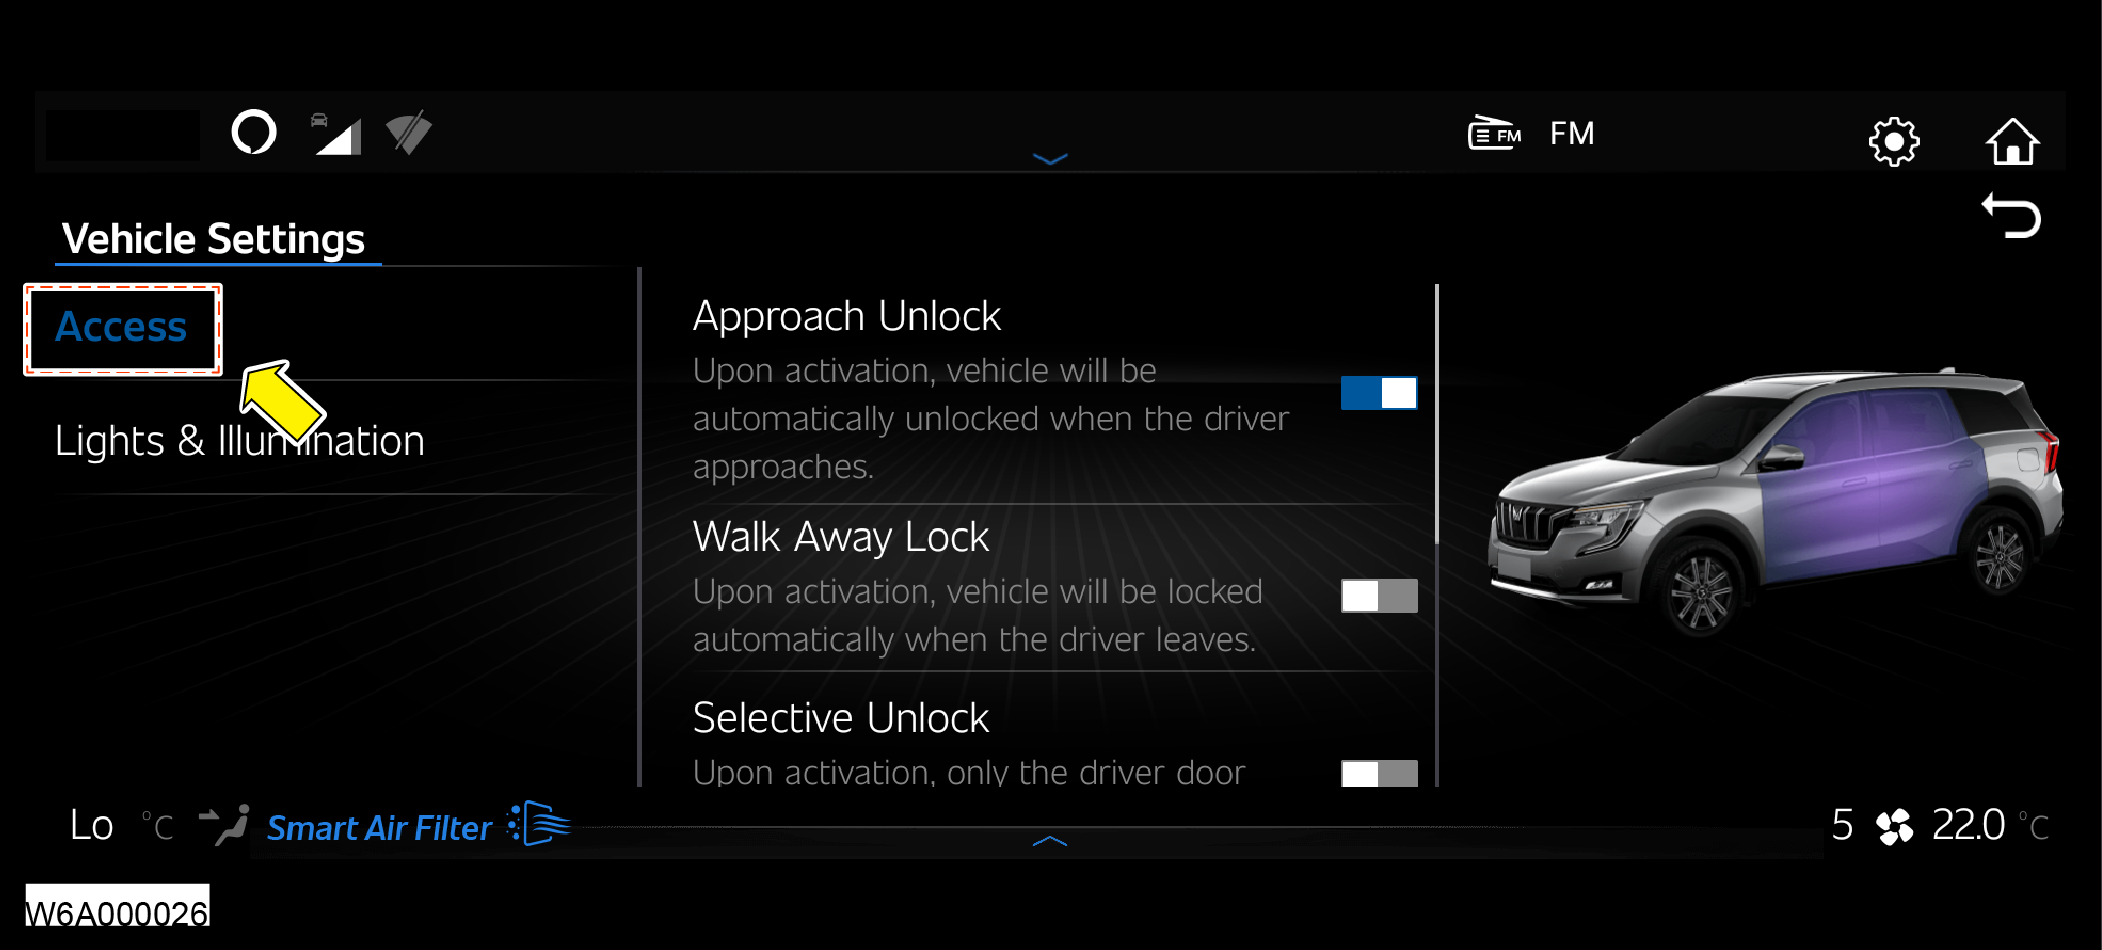 FM FM
Vehicle Settings
Access
Lights & Illumination
Approach Unlock
Upon activation, vehicle will be
automatically unlocked when the driver
approaches.
Walk Away Lock
Upon activation, vehicle will be locked
automatically when the driver leaves.
Selective Unlock
Upon activation, only the driver door
Lo °C Smart Air Filter 5 22.0 °C
W6A000026